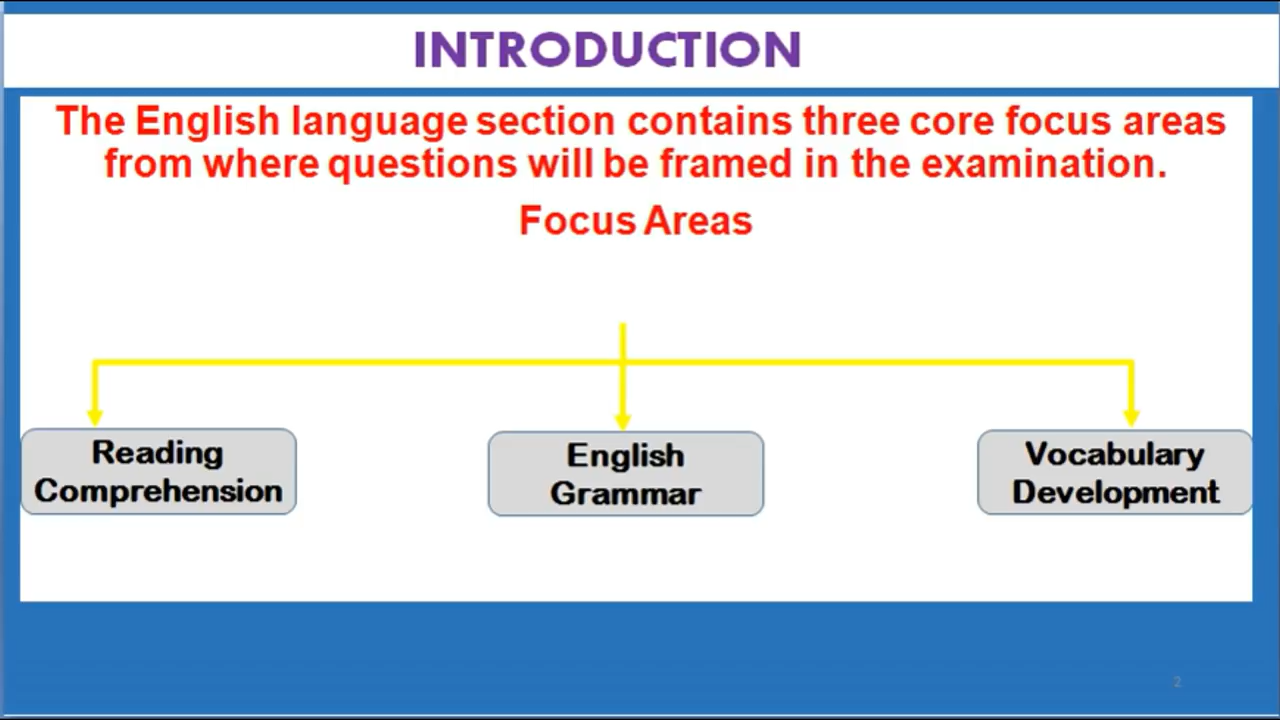 INTRODUCTION
The English language section contains three core focus areas
from where questions will be framed in the examination.
Focus Areas
Reading
Comprehension
English
Grammar
Vocabulary
Development
2